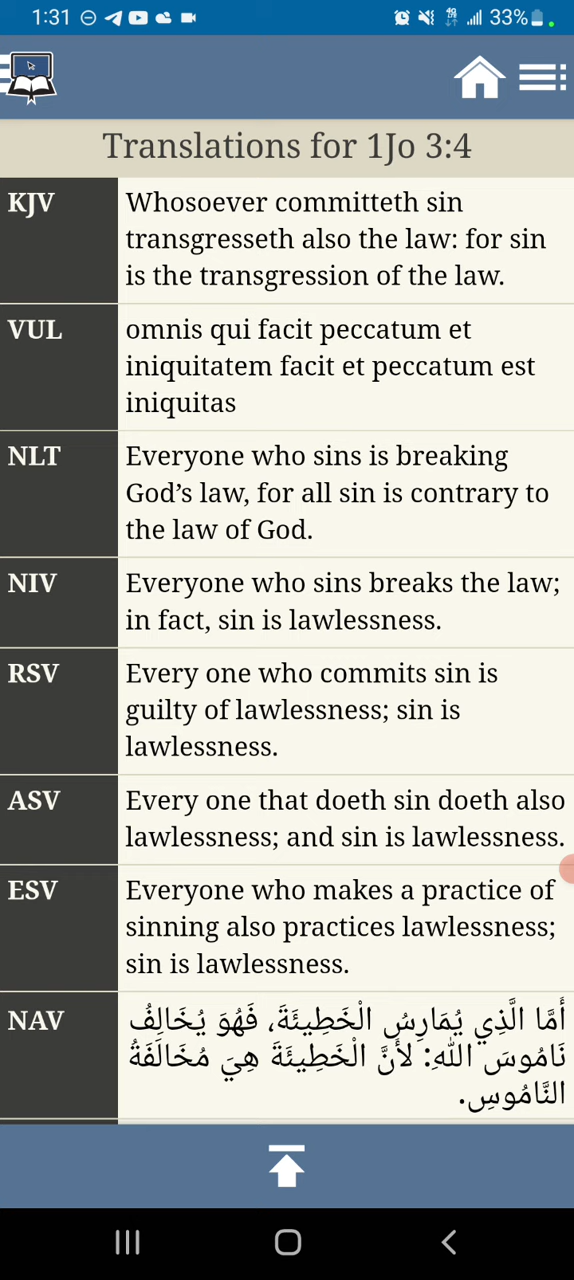 1:31
33%
Translations for 1Jo 3:4
KJV
Whosoever committeth sin
transgresseth also the law: for sin
is the transgression of the law.
VUL
omnis qui facit peccatum et
iniquitatem facit et peccatum est
iniquitas
NLT
Everyone who sins is breaking
God’s law, for all sin is contrary to
the law of God.
NIV
Everyone who sins breaks the law;
in fact, sin is lawlessness.
RSV
Every one who commits sin is
guilty of lawlessness; sin is
lawlessness.
ASV
Every one that doeth sin doeth also
lawlessness; and sin is lawlessness.
ESV
Everyone who makes a practice of
sinning also practices lawlessness;
sin is lawlessness.
NAV
أَمَّا الَّذِي يُمَارِسُ الْخَطِيئَةَ، فَهُوَ يُخَالِفُ
نَامُوسَ اللهِ: لأَنَّ الْخَطِيئَةَ هِيَ مُخَالَفَةُ
النَّامُوسِ.